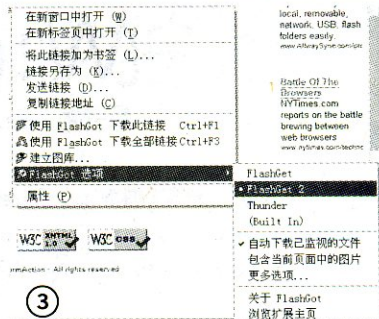 在新窗口中打开 (W)
在新标签页中打开 (T)
将此链接加为书签 (L)...
链接另存为 (K)...
发送链接 (D)...
复制链接地址 (C)
使用 FlashGot 下载此链接 Ctrl+F1
使用 FlashGot 下载全部链接 Ctrl+F3
建立图库...
FlashGot 选项
属性 (P)
local, removable,
network, USB, flash
folders easily.
Battle Of The
Browsers
NYTimes.com
reports on the battle
brewing between
web browsers
FlashGet
FlashGet 2
Thunder
(Built In)
自动下载已监视的文件
包含当前页面中的图片
更多选项...
关于 FlashGot
浏览扩展主页
W3C XHTML 1.0
W3C css
All rights reserved
③